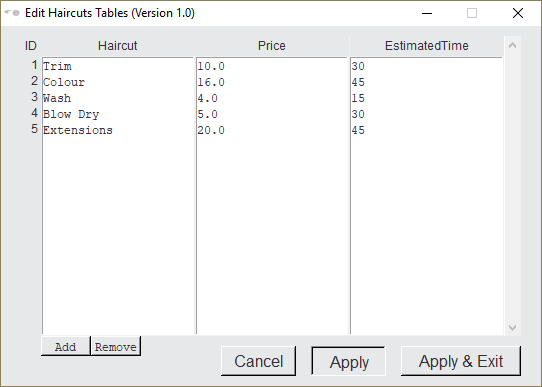 Edit Haircuts Tables (Version 1.0)
ID Haircut Price EstimatedTime
1 Trim 10.0 30
2 Colour 16.0 45
3 Wash 4.0 15
4 Blow Dry 5.0 30
5 Extensions 20.0 45
Add Remove
Cancel Apply Apply & Exit